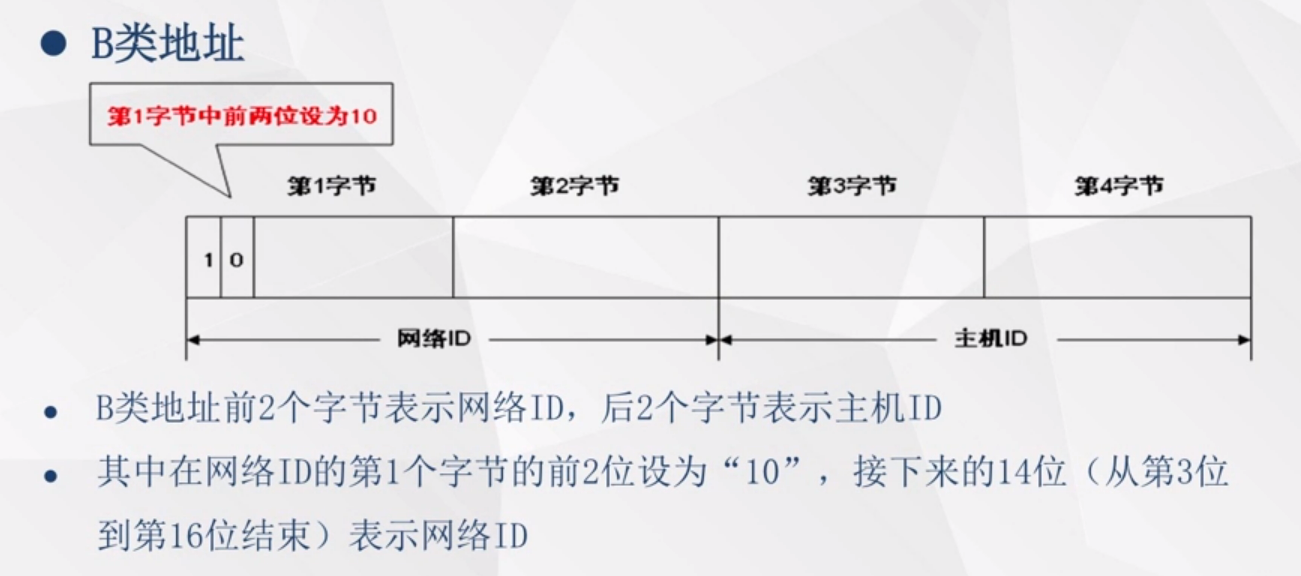 B类地址
第1字节中前两位设为10
第1字节 第2字节 第3字节 第4字节
1 0
网络ID 主机ID
B类地址前2个字节表示网络ID，后2个字节表示主机ID
其中在网络ID的第1个字节的前2位设为“10”，接下来的14位（从第3位
到第16位结束）表示网络ID